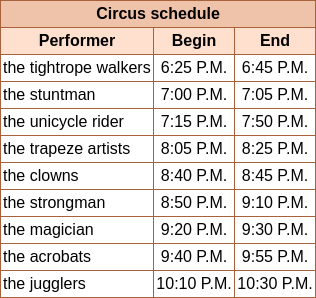 Circus schedule
Performer Begin End
the tightrope walkers 6:25 P.M. 6:45 P.M.
the stuntman 7:00 P.M. 7:05 P.M.
the unicycle rider 7:15 P.M. 7:50 P.M.
the trapeze artists 8:05 P.M. 8:25 P.M.
the clowns 8:40 P.M. 8:45 P.M.
the strongman 8:50 P.M. 9:10 P.M.
the magician 9:20 P.M. 9:30 P.M.
the acrobats 9:40 P.M. 9:55 P.M.
the jugglers 10:10 P.M. 10:30 P.M.